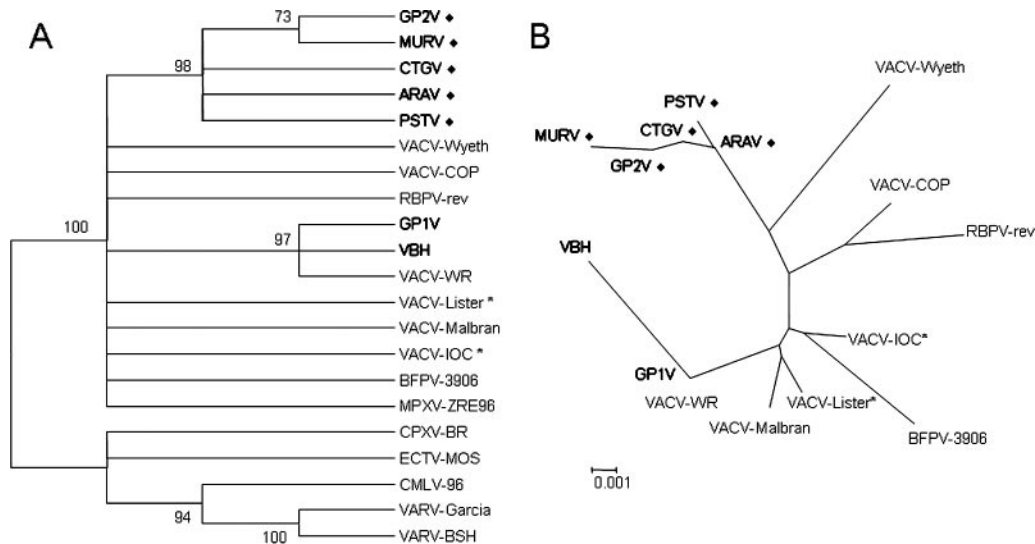 A
73
GP2V ◆
MURV ◆
98
CTGV ◆
ARAV ◆
PSTV ◆
VACV-Wyeth
VACV-COP
RBPV-rev
100
GP1V
97
VBH
VACV-WR
VACV-Lister *
VACV-Malbran
VACV-IOC *
BFPV-3906
MPXV-ZRE96
CPXV-BR
ECTV-MOS
CMLV-96
94
VARV-Garcia
100
VARV-BSH
B
VACV-Wyeth
PSTV ◆
MURV ◆
CTGV ◆
ARAV ◆
GP2V ◆
VACV-COP
RBPV-rev
VBH
VACV-IOC*
GP1V
VACV-WR
VACV-Lister*
VACV-Malbran
BFPV-3906
0.001